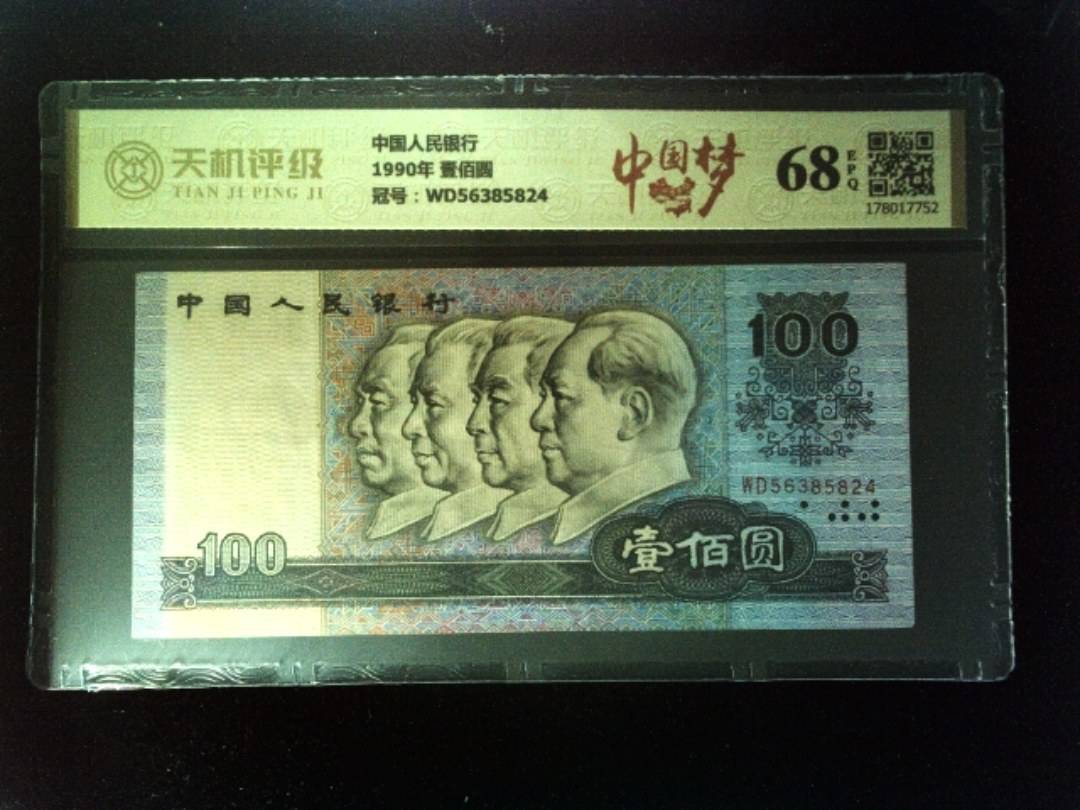 天机评级
TIAN JI PING JI
中国人民银行
1990年 壹佰圆
冠号：WD56385824
中国梦
68
EPQ
178017752
中国人民银行
100
WD56385824
100
壹佰圆